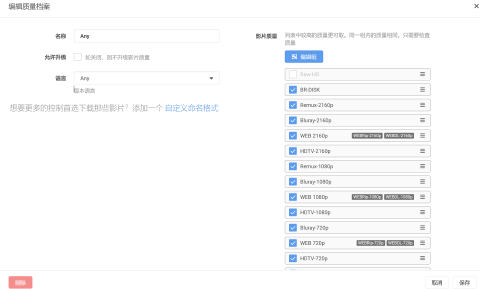 编辑质量档案
名称
Any
允许升级
如关闭，则不升级影片质量
语言
Any
版本语言
想要更多的控制首选下载那些影片？添加一个 自定义命名格式
影片质量
列表中较高的质量更可取。同一组内的质量相同。只需要检查
质量
编辑组
Raw-HD
BR-DISK
Remux-2160p
Bluray-2160p
WEB 2160p WEBRip-2160p WEBDL-2160p
HDTV-2160p
Remux-1080p
Bluray-1080p
WEB 1080p WEBRip-1080p WEBDL-1080p
HDTV-1080p
Bluray-720p
WEB 720p WEBRip-720p WEBDL-720p
HDTV-720p
删除
取消
保存